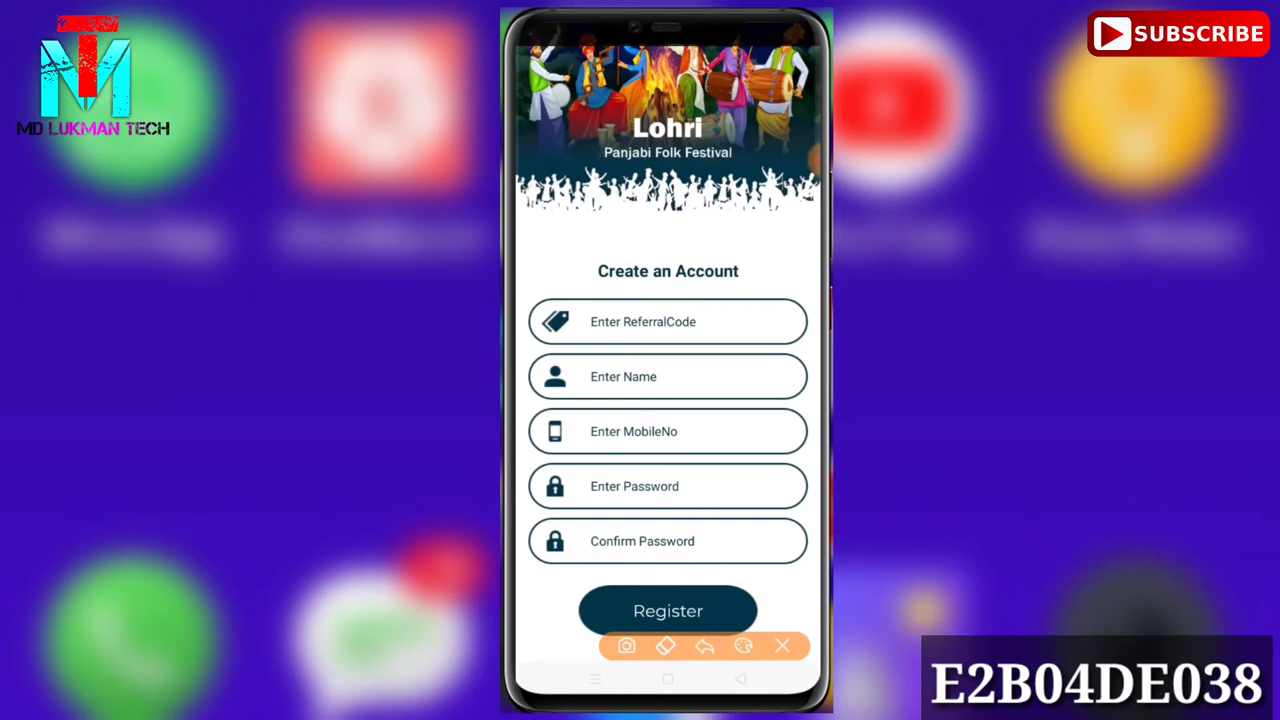 MD LUKMAN TECH
SUBSCRIBE
Lohri
Panjabi Folk Festival
Create an Account
Enter ReferralCode
Enter Name
Enter MobileNo
Enter Password
Confirm Password
Register
E2B04DE038